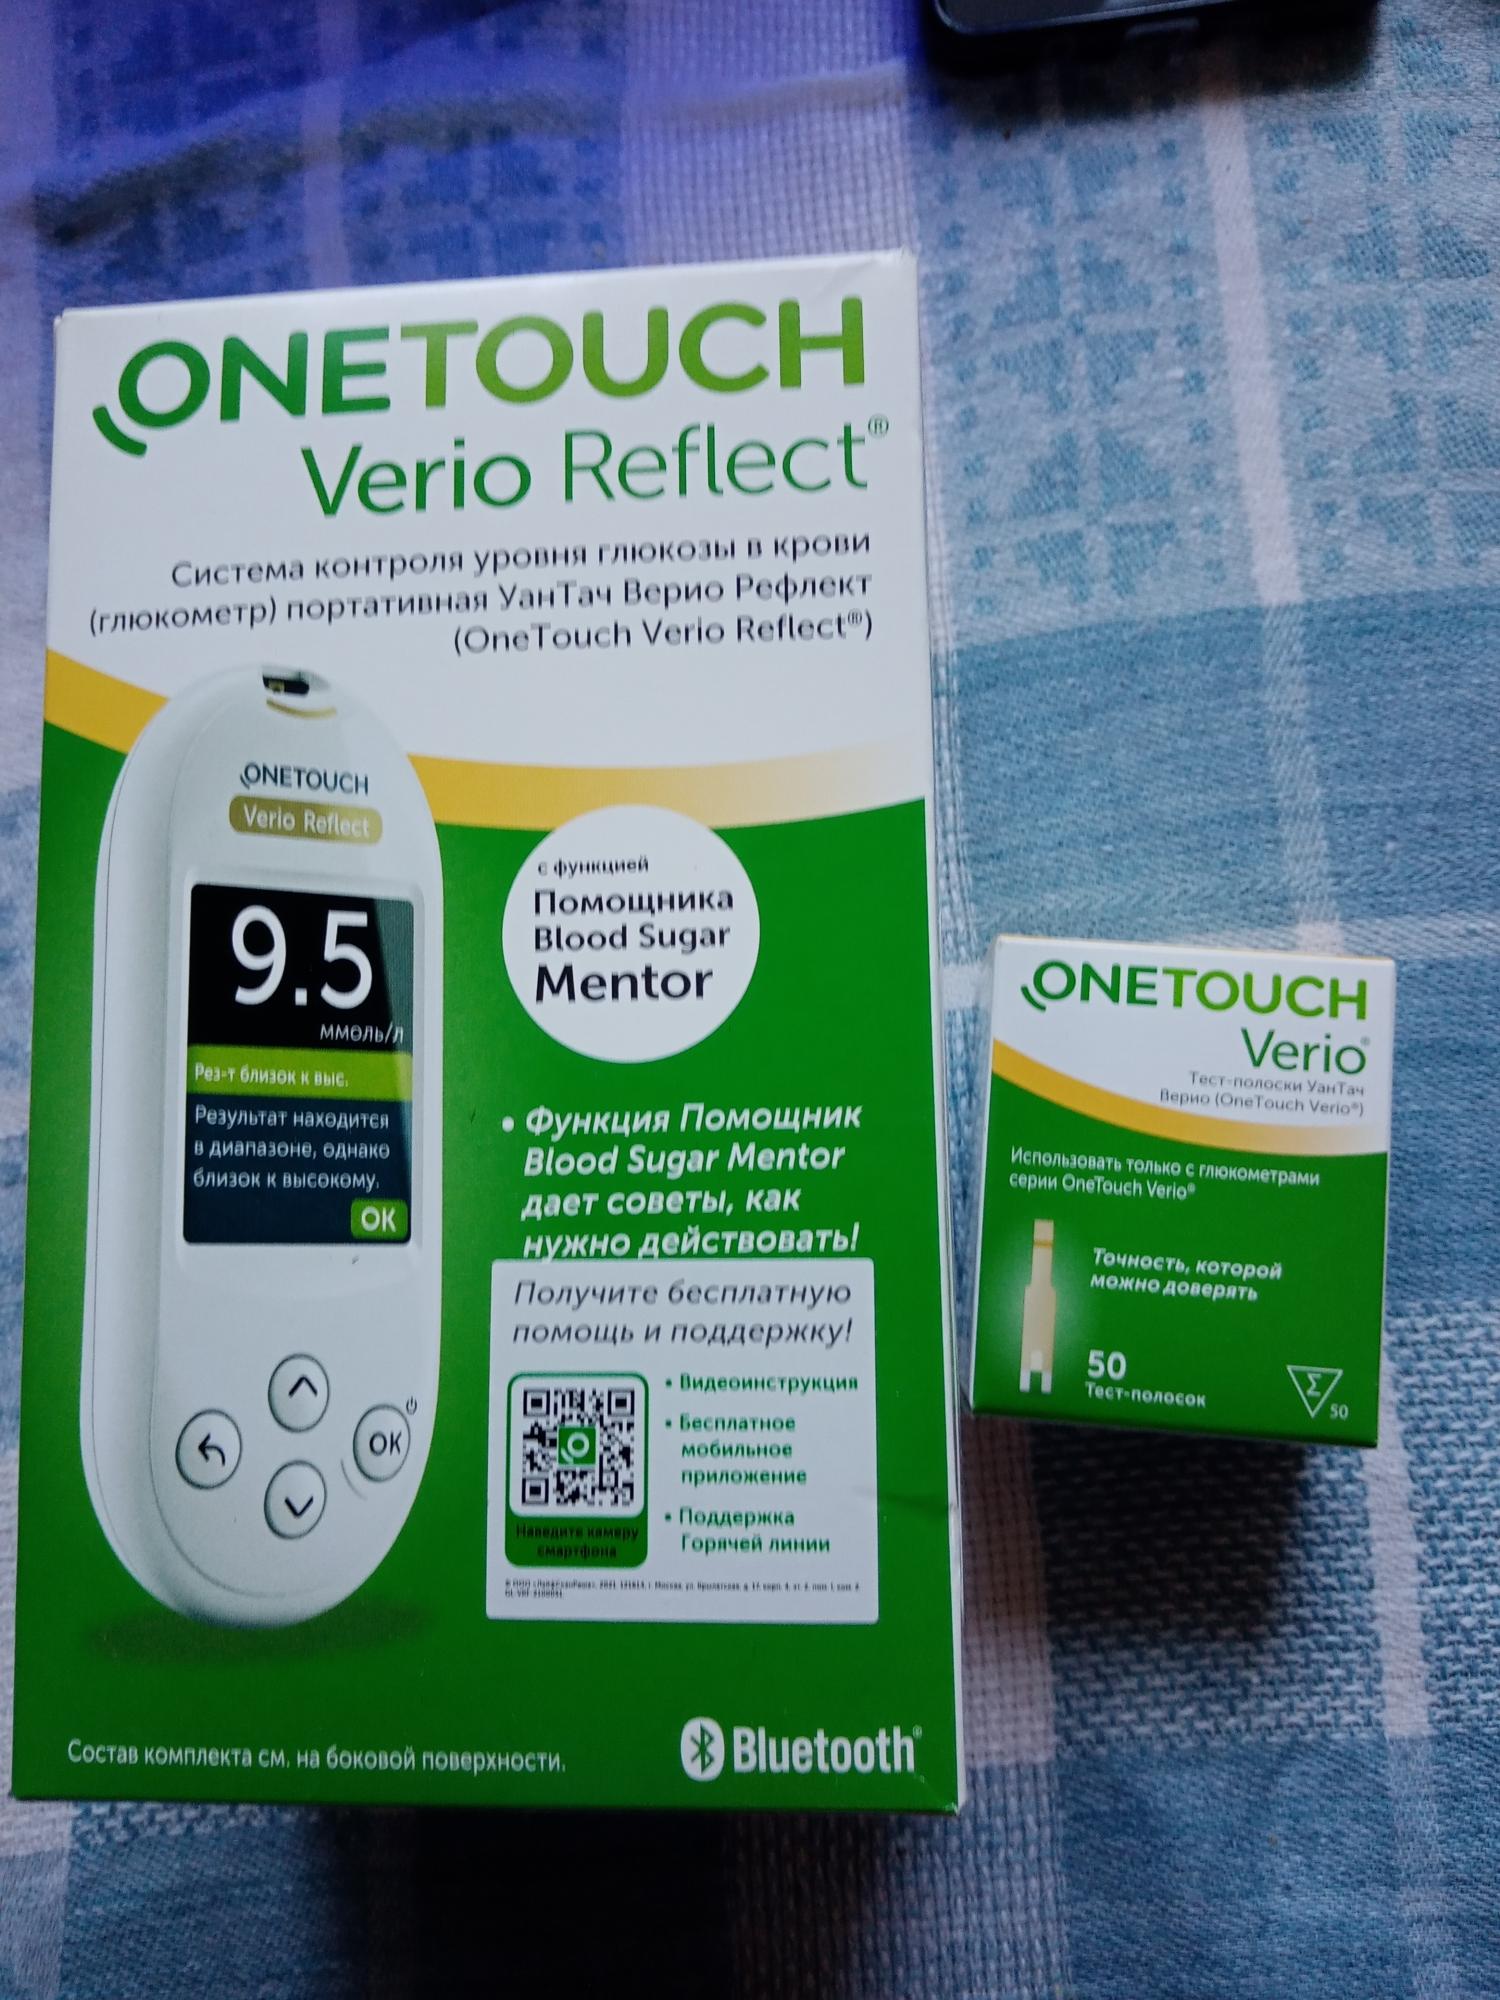 ONETOUCH
Verio Reflect®
Система контроля уровня глюкозы в крови
(глюкометр) портативная УанТач Верио Рефлект
(OneTouch Verio Reflect®)
ONETOUCH
Verio Reflect
9.5
ммоль/л
Рез-т близок к выс.
Результат находится
в диапазоне, однако
близок к высокому.
OK
OK
с функцией
Помощника
Blood Sugar
Mentor
• Функция Помощник
Blood Sugar Mentor
дает советы, как
нужно действовать!
Получите бесплатную
помощь и поддержку!
Наведите камеру
смартфона
• Видеоинструкция
• Бесплатное
мобильное
приложение
• Поддержка
Горячей линии
Состав комплекта см. на боковой поверхности.
Bluetooth®
ONETOUCH
Verio®
Тест-полоски УанТач
Верио (OneTouch Verio®)
Использовать только с глюкометрами
серии OneTouch Verio®
Точность, которой
можно доверять
50
Тест-полосок
Σ
50